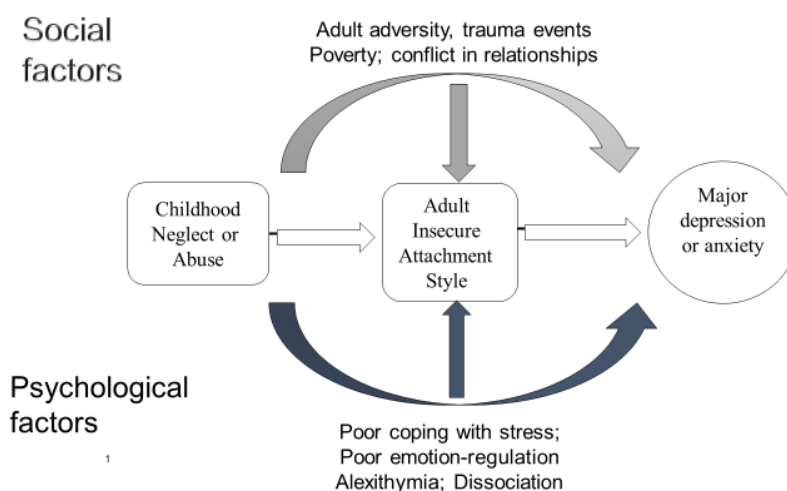 Social
factors
Adult adversity, trauma events
Poverty; conflict in relationships
Childhood
Neglect or
Abuse
Adult
Insecure
Attachment
Style
Major
depression
or anxiety
Psychological
factors
Poor coping with stress;
Poor emotion-regulation
Alexithymia; Dissociation
1